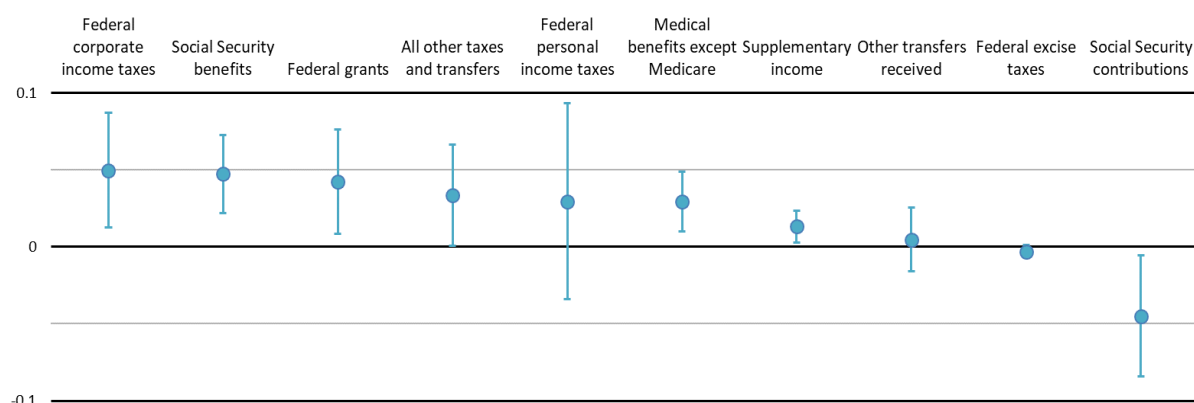 Federal
corporate
income taxes
Social Security
benefits
Federal grants
All other taxes
and transfers
Federal
personal
income taxes
Medical
benefits except
Medicare
Supplementary
income
Other transfers
received
Federal excise
taxes
Social Security
contributions
0.1
0
-0.1